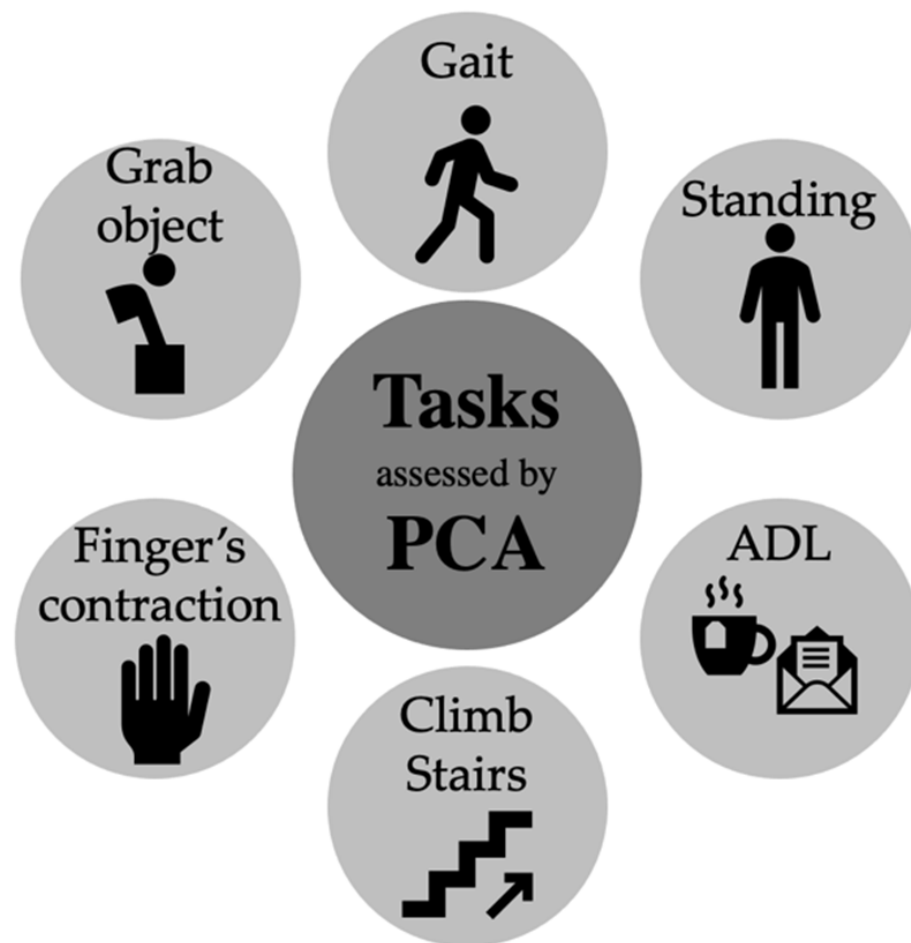 Gait
Grab
object
Standing
Tasks
assessed by
PCA
Finger's
contraction
ADL
Climb
Stairs